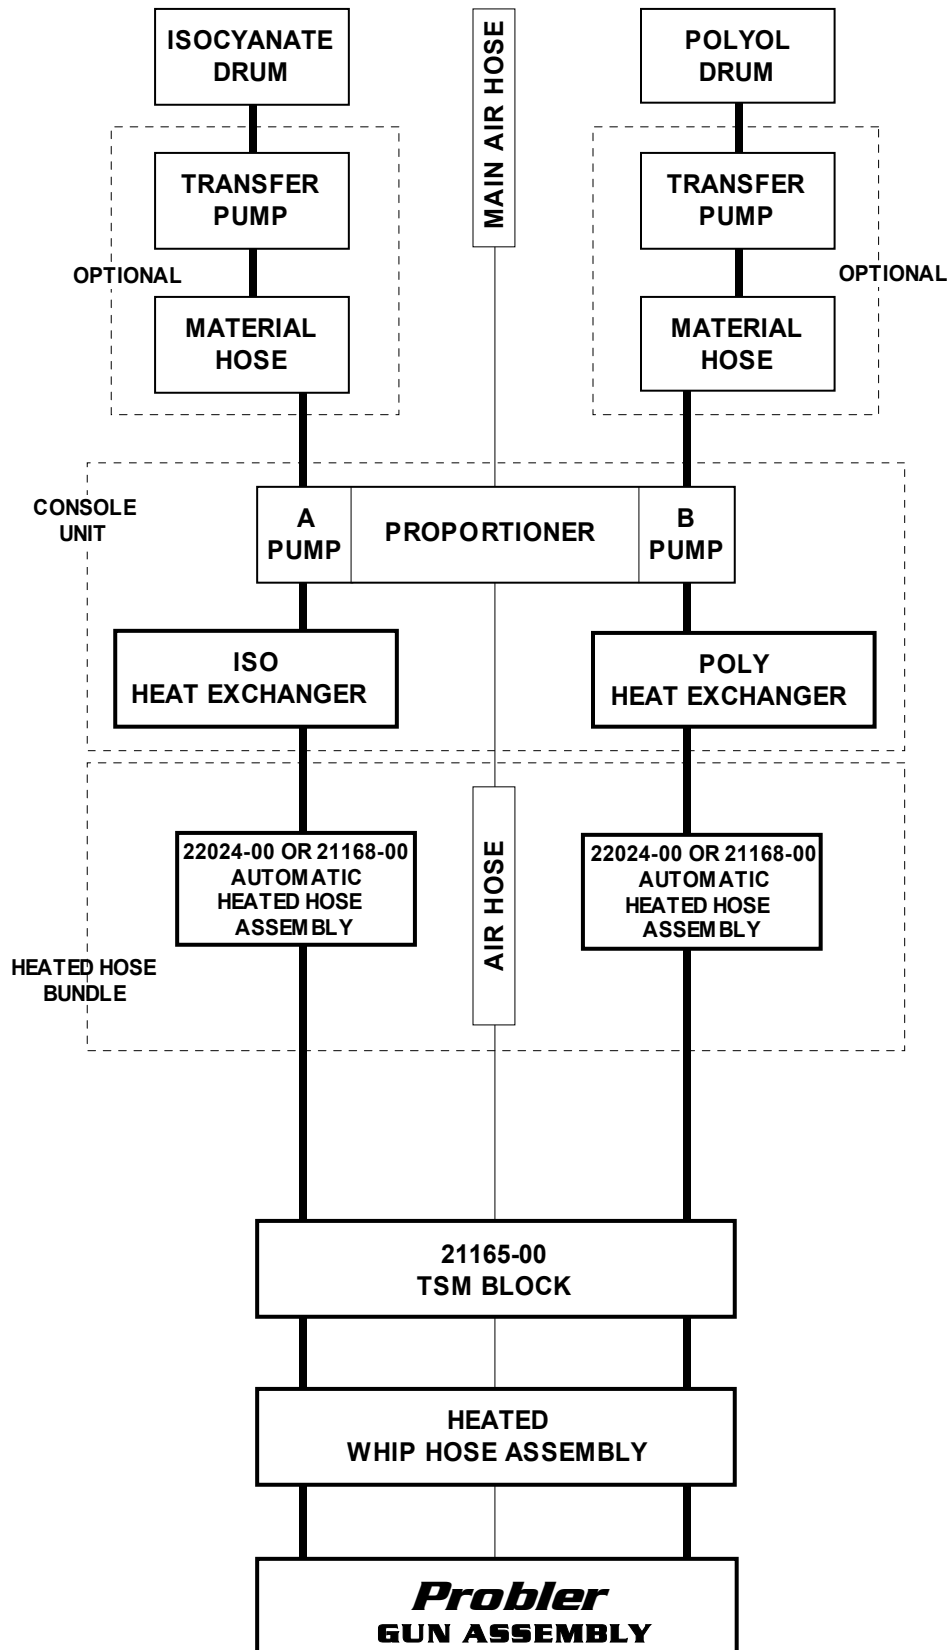 ISOCYANATE
DRUM
MAIN AIR HOSE
POLYOL
DRUM
TRANSFER
PUMP
TRANSFER
PUMP
OPTIONAL
OPTIONAL
MATERIAL
HOSE
MATERIAL
HOSE
CONSOLE
UNIT
A
PUMP
PROPORTIONER
B
PUMP
ISO
HEAT EXCHANGER
POLY
HEAT EXCHANGER
22024-00 OR 21168-00
AUTOMATIC
HEATED HOSE
ASSEMBLY
AIR HOSE
22024-00 OR 21168-00
AUTOMATIC
HEATED HOSE
ASSEMBLY
HEATED HOSE
BUNDLE
21165-00
TSM BLOCK
HEATED
WHIP HOSE ASSEMBLY
Probler
GUN ASSEMBLY